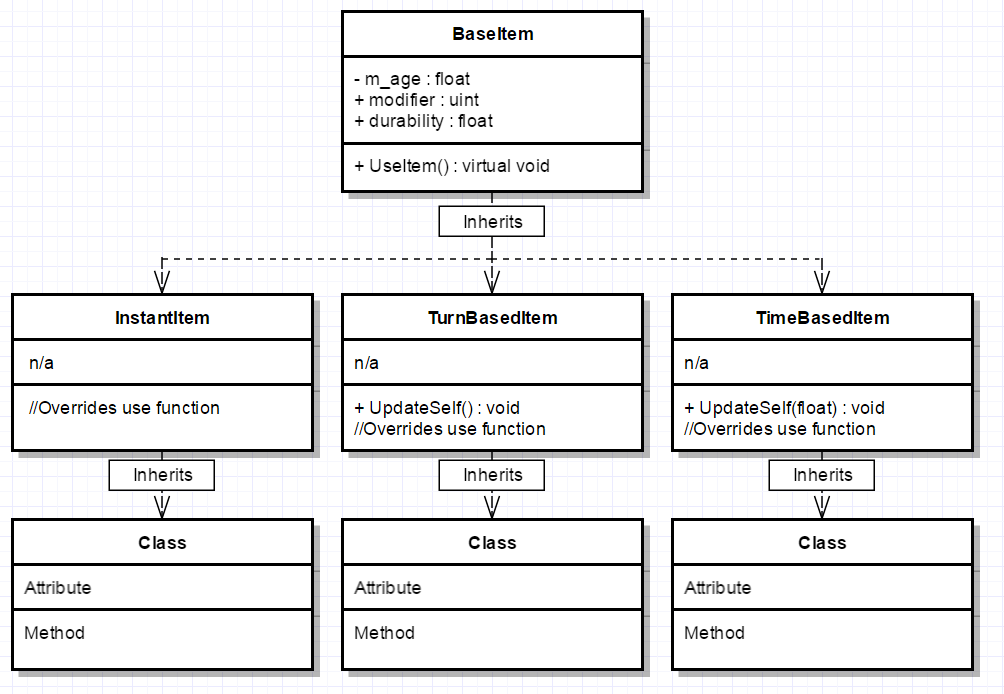 BaseItem
- m_age : float
+ modifier : uint
+ durability : float
+ UseItem() : virtual void
Inherits
InstantItem
n/a
//Overrides use function
TurnBasedItem
n/a
+ UpdateSelf() : void
//Overrides use function
TimeBasedItem
n/a
+ UpdateSelf(float) : void
//Overrides use function
Inherits
Inherits
Inherits
Class
Attribute
Method
Class
Attribute
Method
Class
Attribute
Method